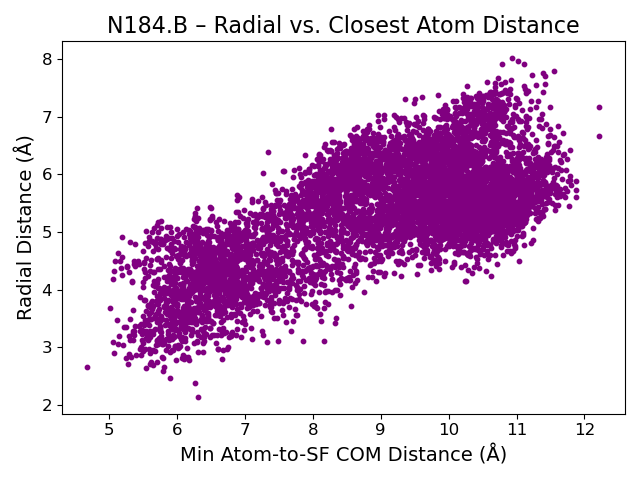 N184.B – Radial vs. Closest Atom Distance
8
7
6
5
4
3
2
Radial Distance (Å)
5 6 7 8 9 10 11 12
Min Atom-to-SF COM Distance (Å)